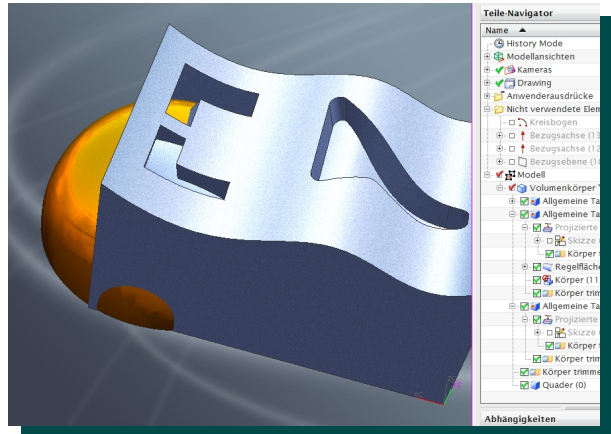 Teile-Navigator
Name
History Mode
Modellansichten
Kameras
Drawing
Anwenderausdrücke
Nicht verwendete Elem
Kreisbogen
Bezugsachse (13
Bezugsachse (12
Bezugsebene (10
Modell
Volumenkörper
Allgemeine Ta
Allgemeine Ta
Projizierte
Skizze
Körper
Regelfläche
Körper (11
Körper trim
Allgemeine Ta
Projizierte
Skizze
Körper
Körper trim
Körper trimme
Quader (0)
Abhängigkeiten